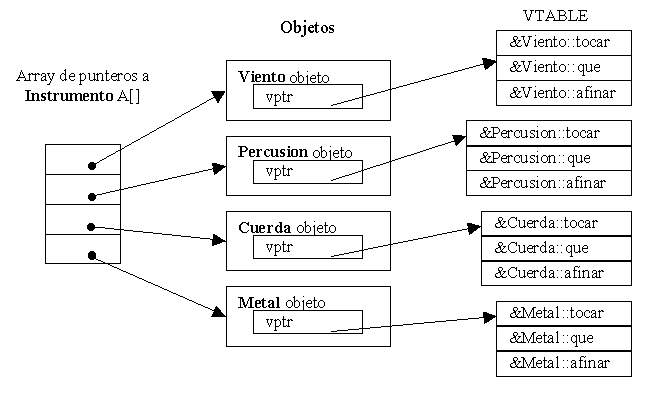 Array de punteros a
Instrumento A[]
Objetos
VTABLE
Viento objeto
vptr
&Viento::tocar
&Viento::que
&Viento::afinar
Percusion objeto
vptr
&Percusion::tocar
&Percusion::que
&Percusion::afinar
Cuerda objeto
vptr
&Cuerda::tocar
&Cuerda::que
&Cuerda::afinar
Metal objeto
vptr
&Metal::tocar
&Metal::que
&Metal::afinar